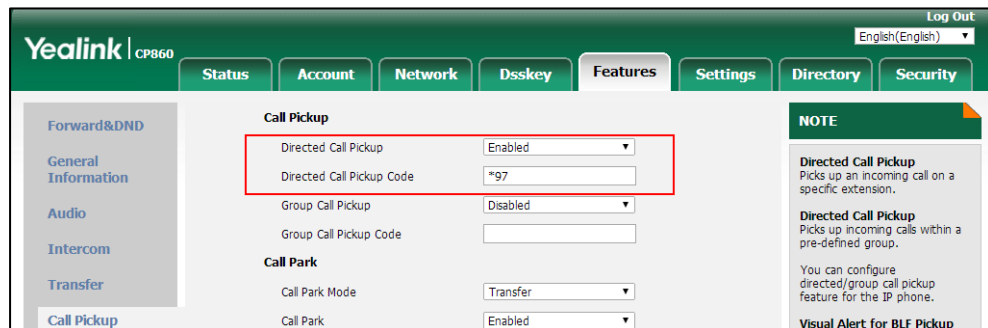 Log Out
Yealink CP860
English(English)
Status Account Network Dsskey Features Settings Directory Security
Forward&DND
General
Information
Audio
Intercom
Transfer
Call Pickup
Call Pickup
Directed Call Pickup Enabled
Directed Call Pickup Code *97
Group Call Pickup Disabled
Group Call Pickup Code
Call Park
Call Park Mode Transfer
Call Park Enabled
NOTE
Directed Call Pickup
Picks up an incoming call on a
specific extension.
Directed Call Pickup
Picks up incoming calls within a
pre-defined group.
You can configure
directed/group call pickup
feature for the IP phone.
Visual Alert for BLF Pickup